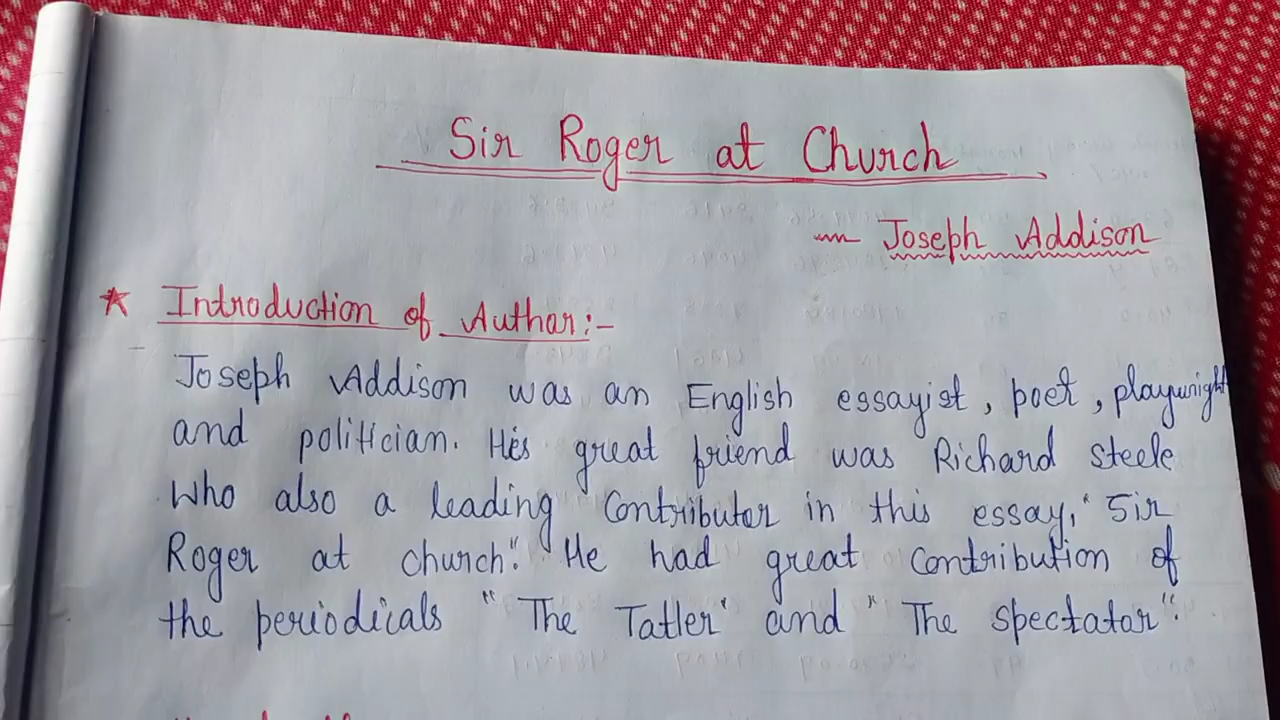 Sir Roger at Church
~ Joseph Addison
* Introduction of Authar:-
Joseph Addison was an English essayist, poet, playwright
and politician. His great friend was Richard Steele
who also a leading Contributor in this essay, "Sir
Roger at church". He had great contribution of
the periodicals "The Tatler" and "The spectator".